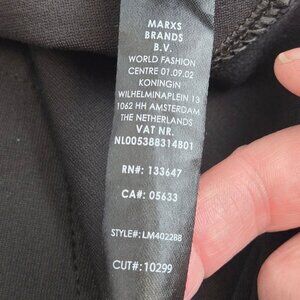 MARXS
BRANDS
B.V.
WORLD FASHION
CENTRE 01.09.02
KONINGIN
WILHELMINAPLEIN 13
1062 HH AMSTERDAM
THE NETHERLANDS
VAT NR.
NL005388314B01
RN#: 133647
CA#: 05633
STYLE#: LM40228B
CUT#:10299